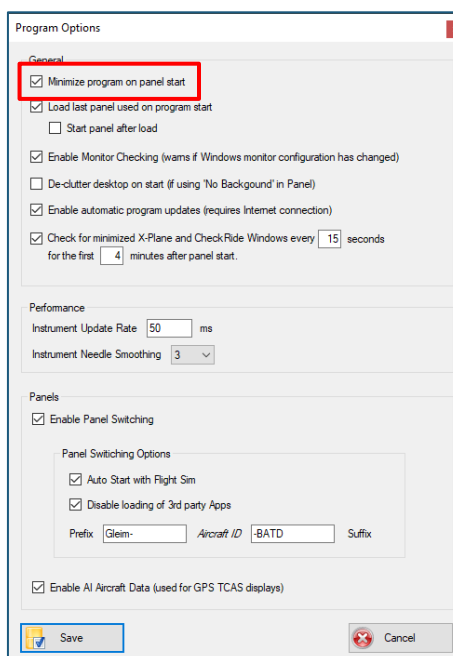 Program Options
General
Minimize program on panel start
Load last panel used on program start
Start panel after load
Enable Monitor Checking (warns if Windows monitor configuration has changed)
De-clutter desktop on start (if using 'No Backgound' in Panel)
Enable automatic program updates (requires Internet connection)
Check for minimized X-Plane and CheckRide Windows every 15 seconds
for the first 4 minutes after panel start.
Performance
Instrument Update Rate 50 ms
Instrument Needle Smoothing 3
Panels
Enable Panel Switching
Panel Switiching Options
Auto Start with Flight Sim
Disable loading of 3rd party Apps
Prefix Gleim- Aircraft ID -BATD Suffix
Enable AI Aircraft Data (used for GPS TCAS displays)
Save Cancel